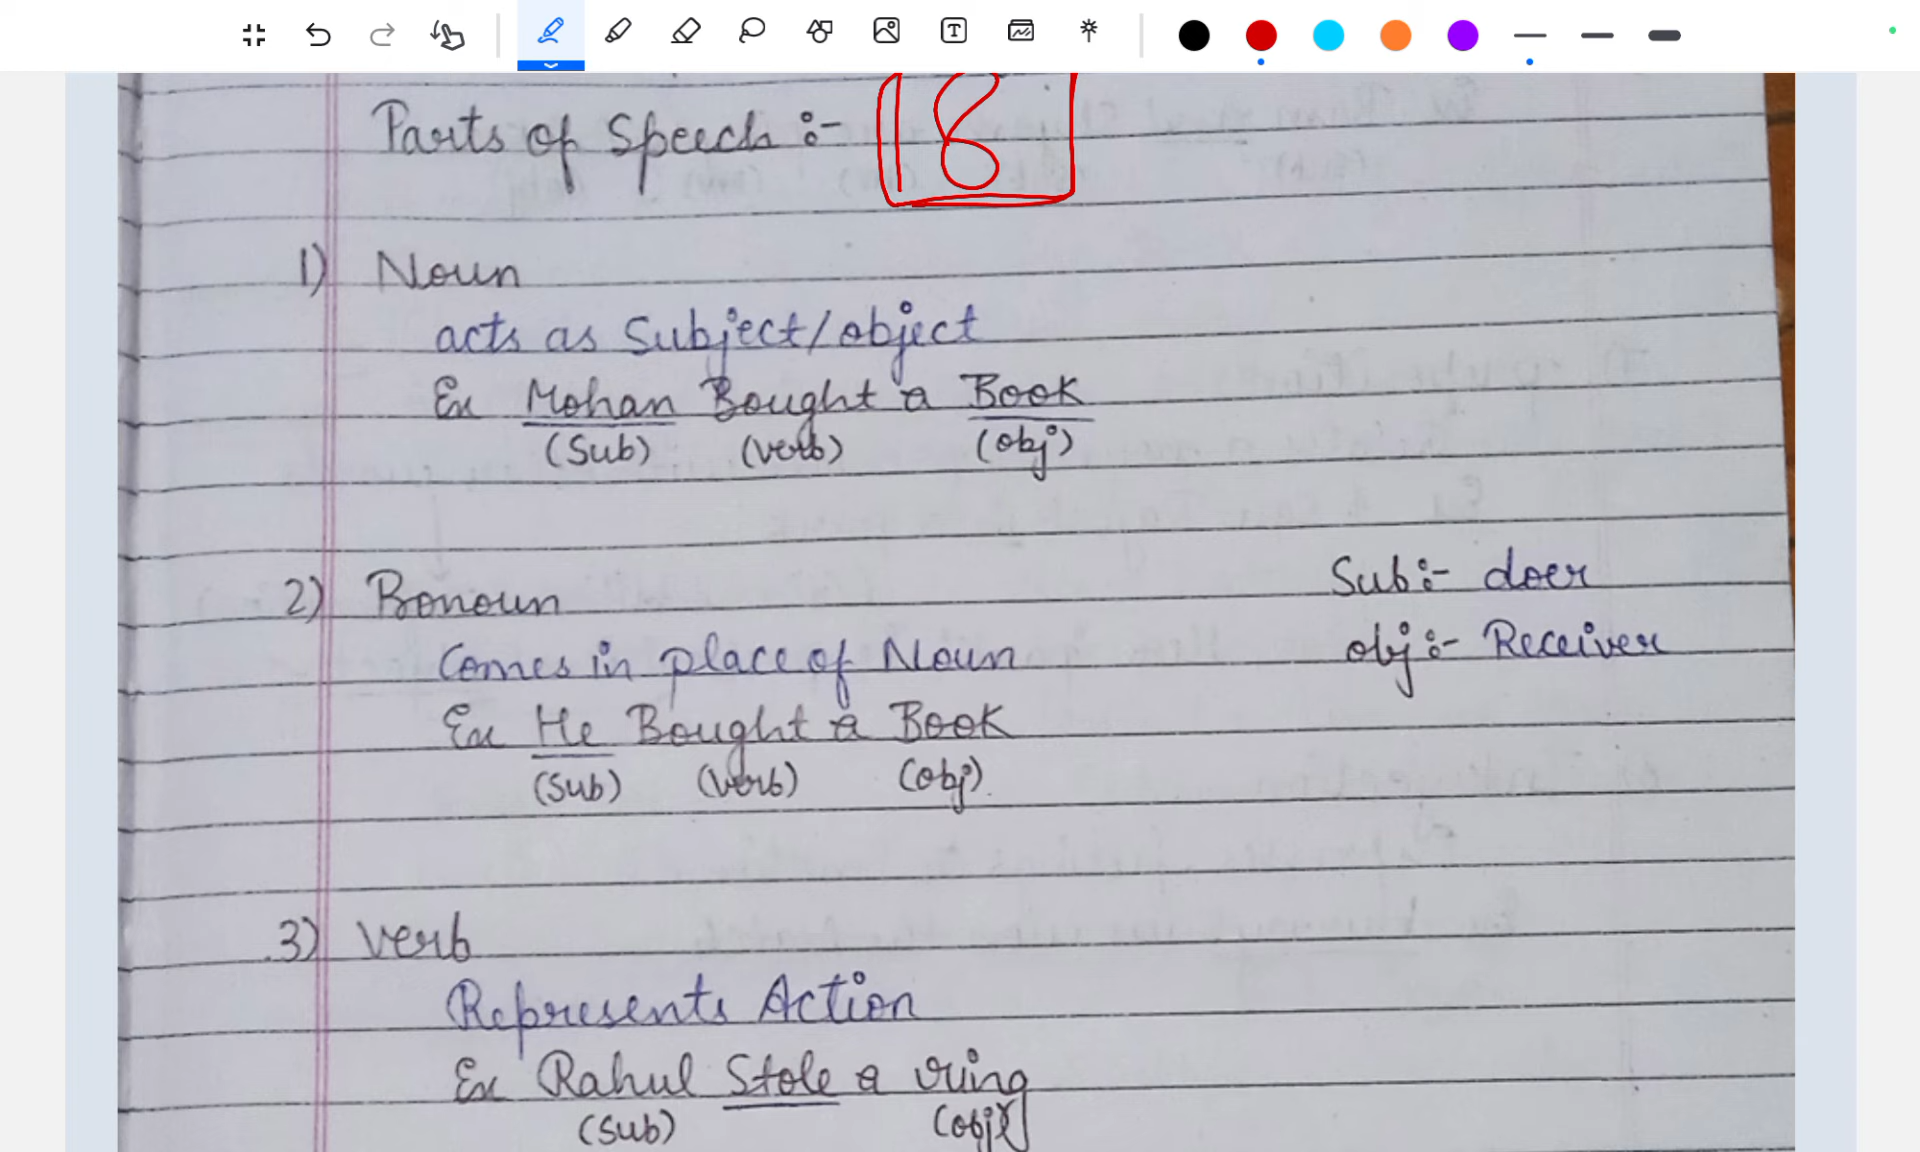 Parts of Speech :- 18
1) Noun
acts as Subject/object
Ex Mohan Bought a Book
(Sub) (verb) (obj)
2) Pronoun
Sub :- doer
Comes in place of Noun
obj :- Receiver
Ex He Bought a Book
(Sub) (verb) (obj)
3) Verb
Represents Action
Ex Rahul Stole a ring
(Sub) (obj)